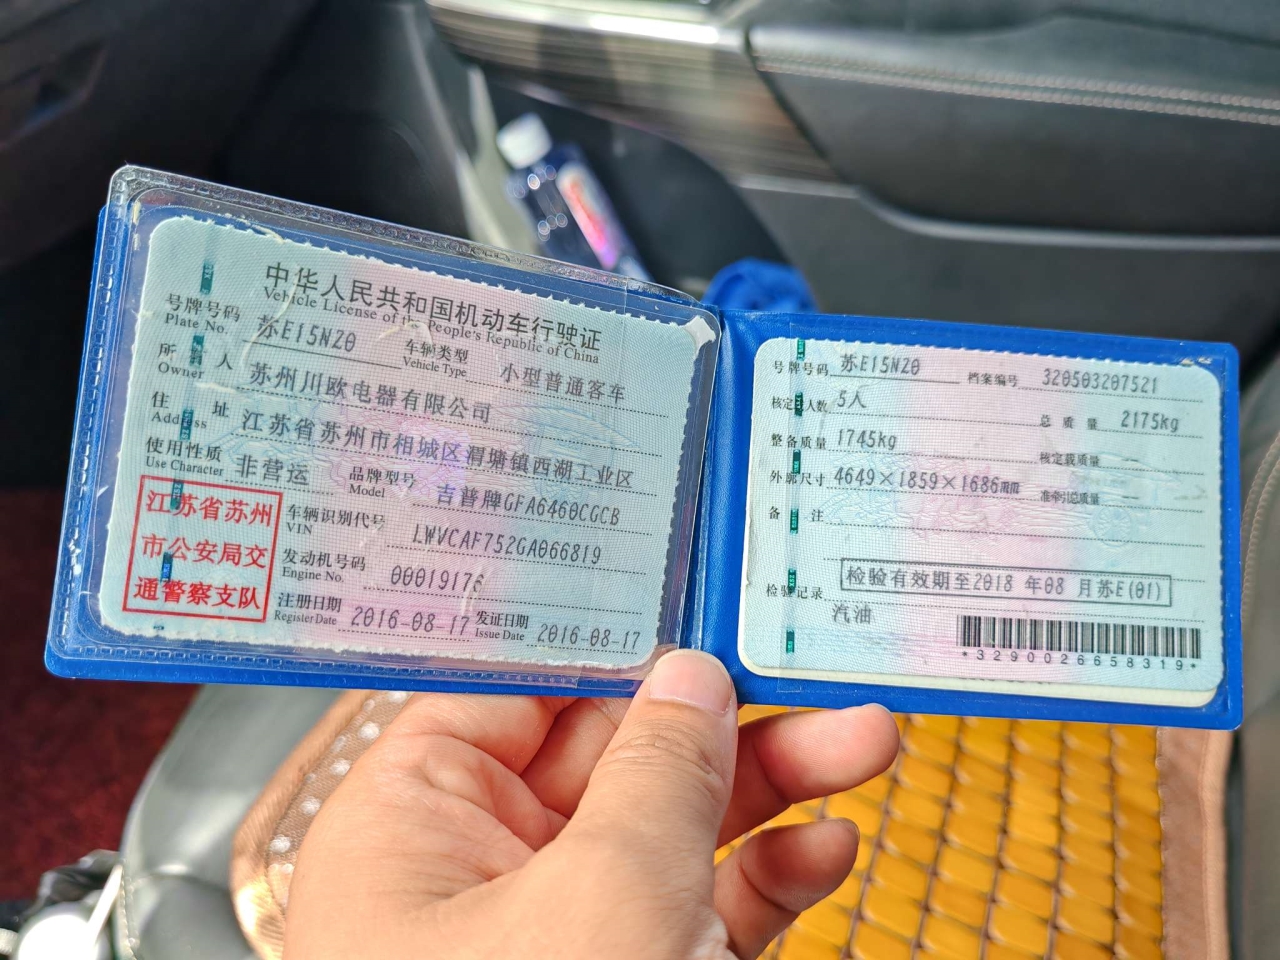 中华人民共和国机动车行驶证
Vehicle License of the People's Republic of China
号牌号码 苏E15NZ0 车辆类型 小型普通客车
Plate No. Vehicle Type
所有人 苏州川欧电器有限公司
Owner
住址 江苏省苏州市相城区渭塘镇西湖工业区
Address
使用性质 非营运 品牌型号 吉普牌GFA6460CGCB
Use Character Model
江苏省苏州
市公安局交
通警察支队
车辆识别代号 LWVCAF752GA066819
VIN
发动机号码 00019176
Engine No.
注册日期 2016-08-17 发证日期 2016-08-17
Register Date Issue Date
号牌号码 苏E15NZ0 档案编号 320503207521
核定载人数 5人 总质量 2175kg
整备质量 1745kg 核定载质量 —
外廓尺寸 4649×1859×1686mm 准牵引总质量 —
备注
检验有效期至2018 年08 月苏E(01)
检验记录
汽油
*3290026658319*